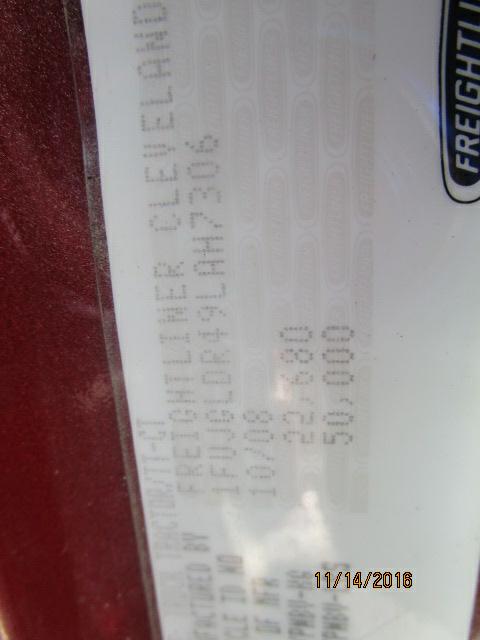 TRACTOR/TT-CT
FACTURED BY FREIGHTLINER CLEVELAND
CLE ID NO 1FUJGLDR49LAH7306
OF MFR 10/08
22,680
50,000
FREIGHTLI
11/14/2016